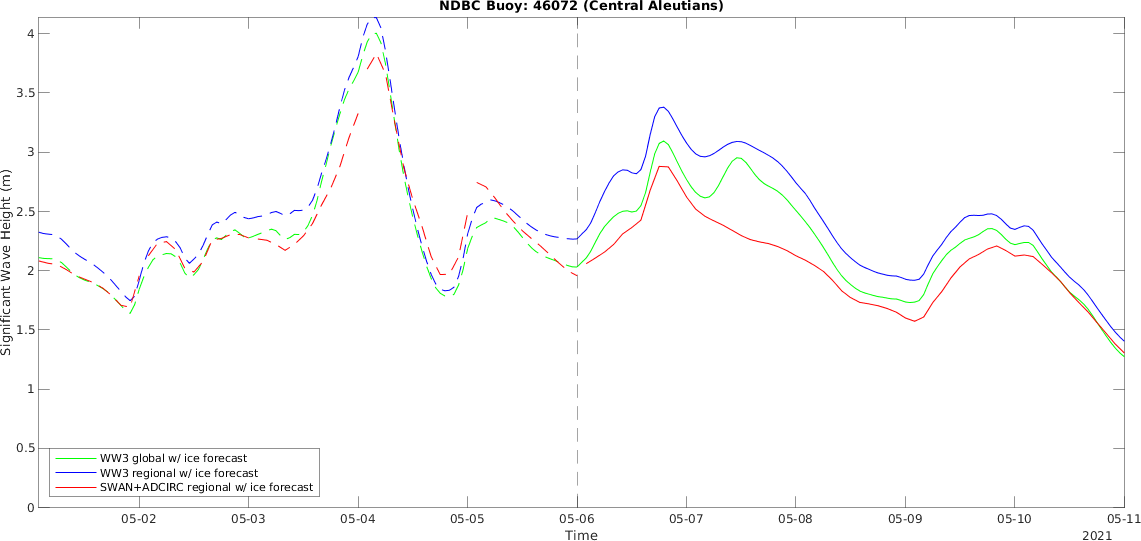 NDBC Buoy: 46072 (Central Aleutians)
Significant Wave Height (m)
4
3.5
3
2.5
2
1.5
1
0.5
0
WW3 global w/ ice forecast
WW3 regional w/ ice forecast
SWAN+ADCIRC regional w/ ice forecast
05-02 05-03 05-04 05-05 05-06 05-07 05-08 05-09 05-10 05-11
Time
2021